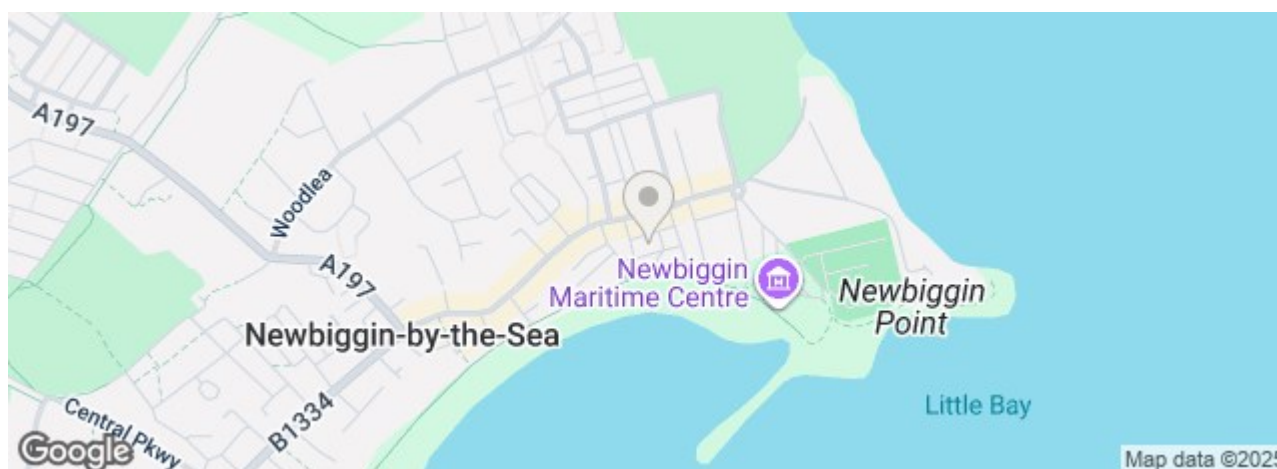 A197
Woodlea
A197
Newbiggin
Maritime Centre
Newbiggin
Point
Newbiggin-by-the-Sea
Little Bay
Central Pkwy
B1334
Google
Map data ©2025